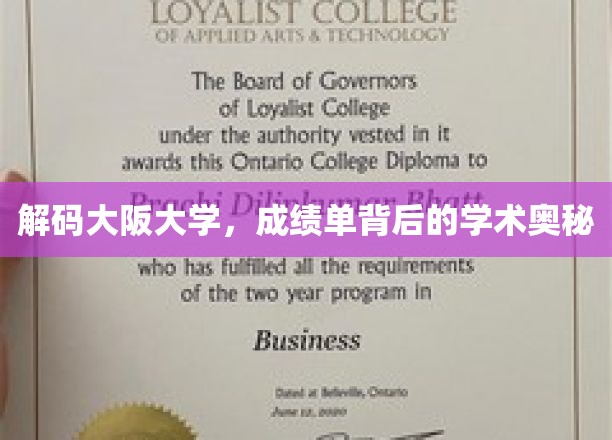 LOYALIST COLLEGE
OF APPLIED ARTS & TECHNOLOGY
The Board of Governors
of Loyalist College
under the authority vested in it
awards this Ontario College Diploma to
Prachi Dilipkumar Bhatt
解码大阪大学，成绩单背后的学术奥秘
who has fulfilled all the requirements
of the two year program in
Business
Dated at Belleville, Ontario
June 12, 2020